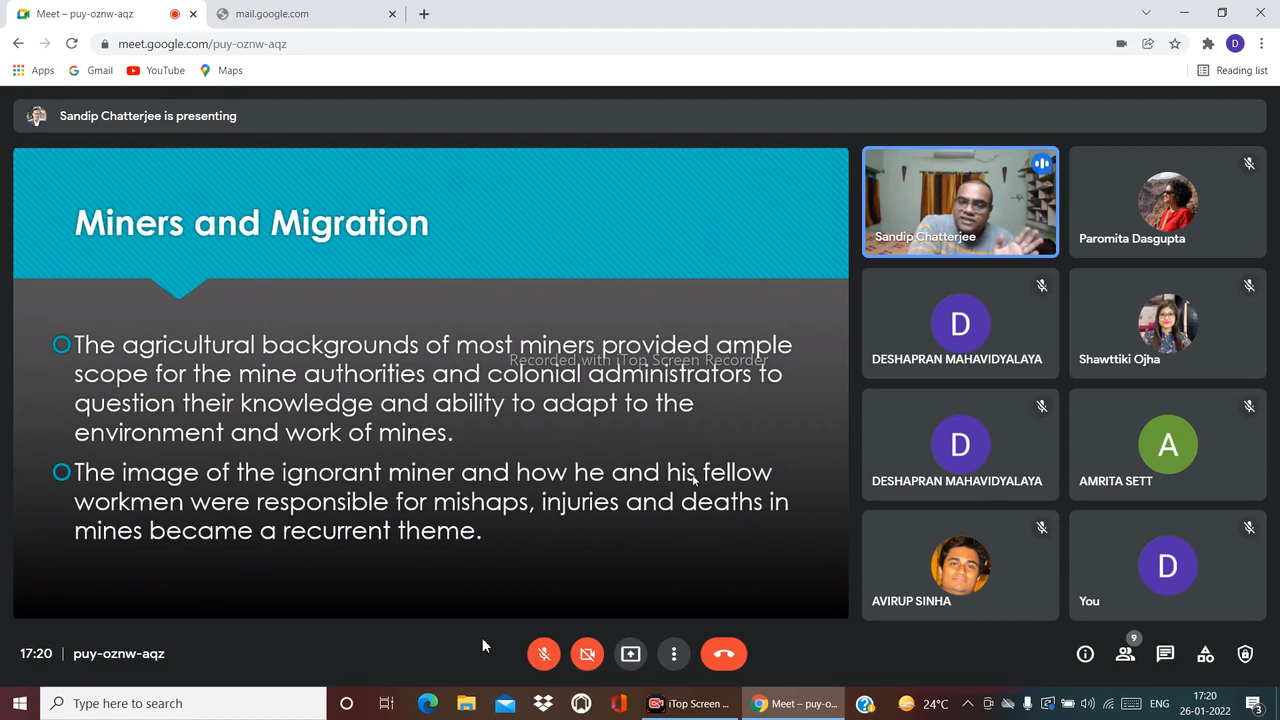 Meet – puy-oznw-aqz
mail.google.com
meet.google.com/puy-oznw-aqz
D
Apps
Gmail
YouTube
Maps
Reading list
Sandip Chatterjee is presenting
Miners and Migration
The agricultural backgrounds of most miners provided ample
scope for the mine authorities and colonial administrators to
question their knowledge and ability to adapt to the
environment and work of mines.
The image of the ignorant miner and how he and his fellow
workmen were responsible for mishaps, injuries and deaths in
mines became a recurrent theme.
Recorded with iTop Screen Recorder
Sandip Chatterjee
Paromita Dasgupta
D
DESHAPRAN MAHAVIDYALAYA
Shawttiki Ojha
D
DESHAPRAN MAHAVIDYALAYA
A
AMRITA SETT
AVIRUP SINHA
D
You
17:20
puy-oznw-aqz
9
Type here to search
iTop Screen ...
Meet – puy-o...
24°C
ENG
17:20
26-01-2022
3